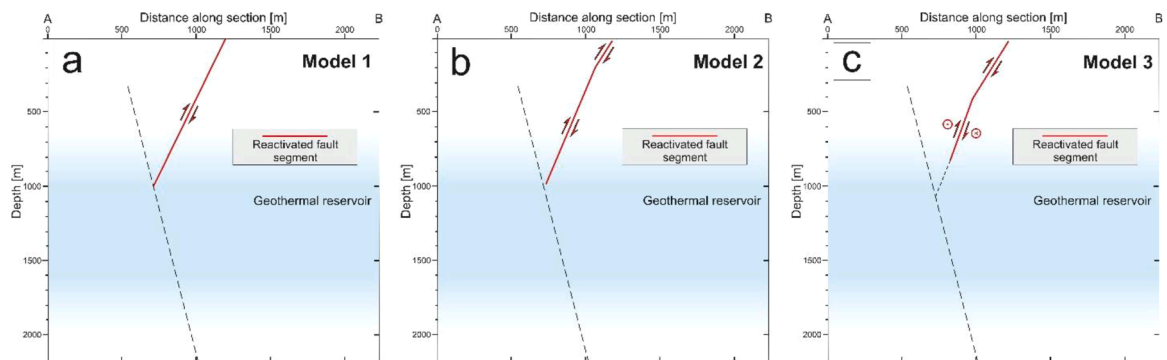 A Distance along section [m] B
0 500 1000 1500 2000
a Model 1
500
Reactivated fault
segment
1000
Geothermal reservoir
1500
2000
Depth [m]
A Distance along section [m] B
0 500 1000 1500 2000
b Model 2
500
Reactivated fault
segment
1000
Geothermal reservoir
1500
2000
Depth [m]
A Distance along section [m] B
0 500 1000 1500 2000
c Model 3
500
Reactivated fault
segment
1000
Geothermal reservoir
1500
2000
Depth [m]